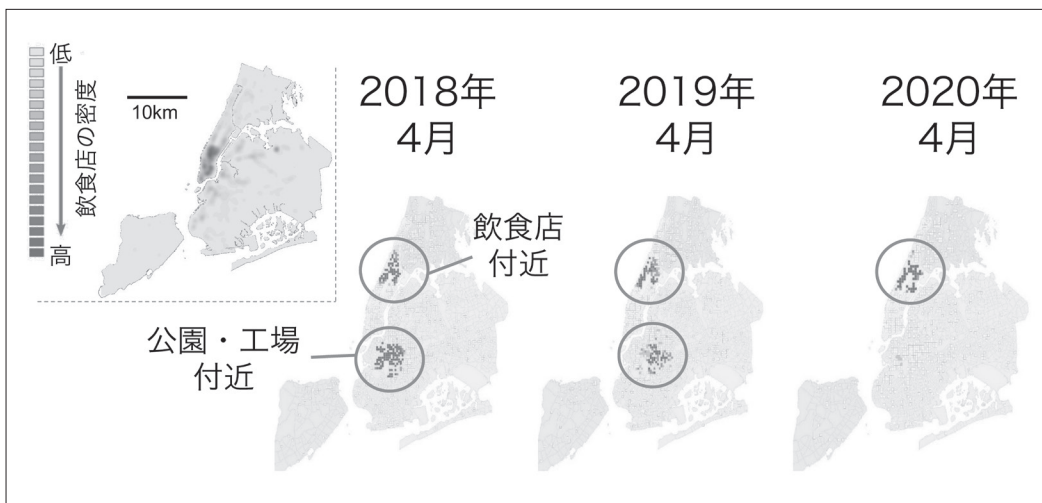 低
飲食店の密度
高
10km
2018年
4月
2019年
4月
2020年
4月
飲食店
付近
公園・工場
付近